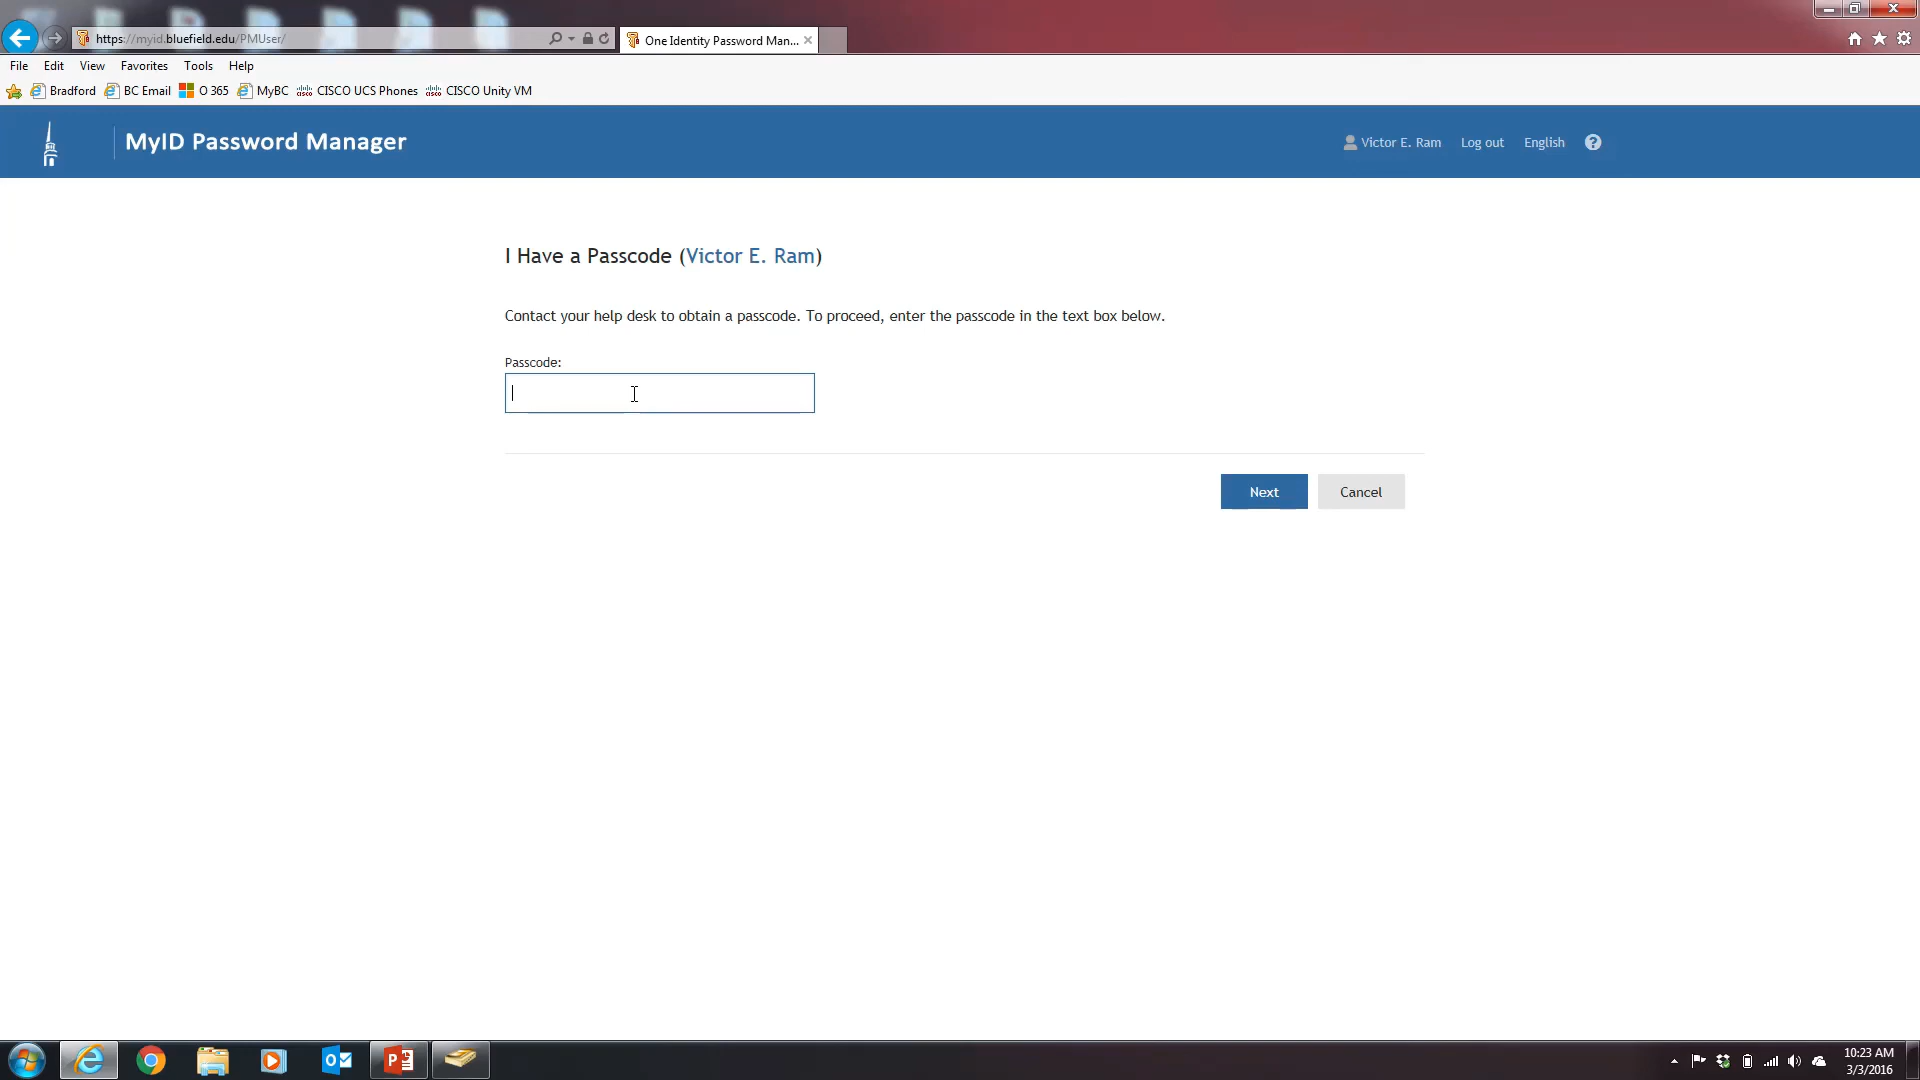 https://myid.bluefield.edu/PMUser/
One Identity Password Man...
File Edit View Favorites Tools Help
Bradford BC Email O 365 MyBC CISCO UCS Phones CISCO Unity VM
MyID Password Manager
Victor E. Ram Log out English ?
I Have a Passcode (Victor E. Ram)
Contact your help desk to obtain a passcode. To proceed, enter the passcode in the text box below.
Passcode:
Next Cancel
10:23 AM
3/3/2016